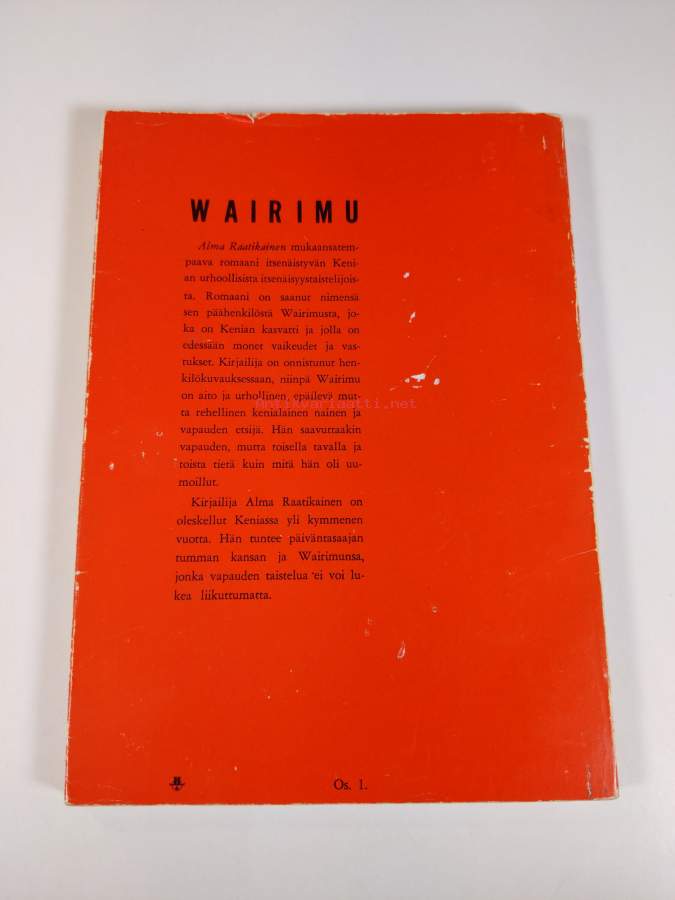 WAIRIMU
Alma Raatikainen mukaansatem-
paava romaani itsenäistyvän Keni-
an urhoollisista itsenäisyystaistelijois-
ta. Romaani on saanut nimensä
sen päähenkilöstä Wairimusta, jo-
ka on Kenian kasvatti ja jolla on
edessään monet vaikeudet ja vas-
tukset. Kirjailija on onnistunut hen-
kilökuvauksessaan, niinpä Wairimu
on aito ja urhollinen, epäilevä mut-
ta rehellinen kenialainen nainen ja
vapauden etsijä. Hän saavuttaakin
vapauden, mutta toisella tavalla ja
toista tietä kuin mitä hän oli uu-
moillut.
Kirjailija Alma Raatikainen on
oleskellut Keniassa yli kymmenen
vuotta. Hän tuntee päiväntasaajan
tumman kansan ja Wairimunsa,
jonka vapauden taistelua ei voi lu-
kea liikuttumatta.
Os. 1.
Antikvariaatti.net